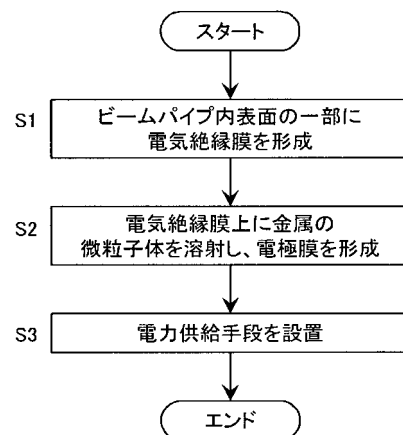 スタート
S1
ビームパイプ内表面の一部に
電気絶縁膜を形成
S2
電気絶縁膜上に金属の
微粒子体を溶射し、電極膜を形成
S3
電力供給手段を設置
エンド